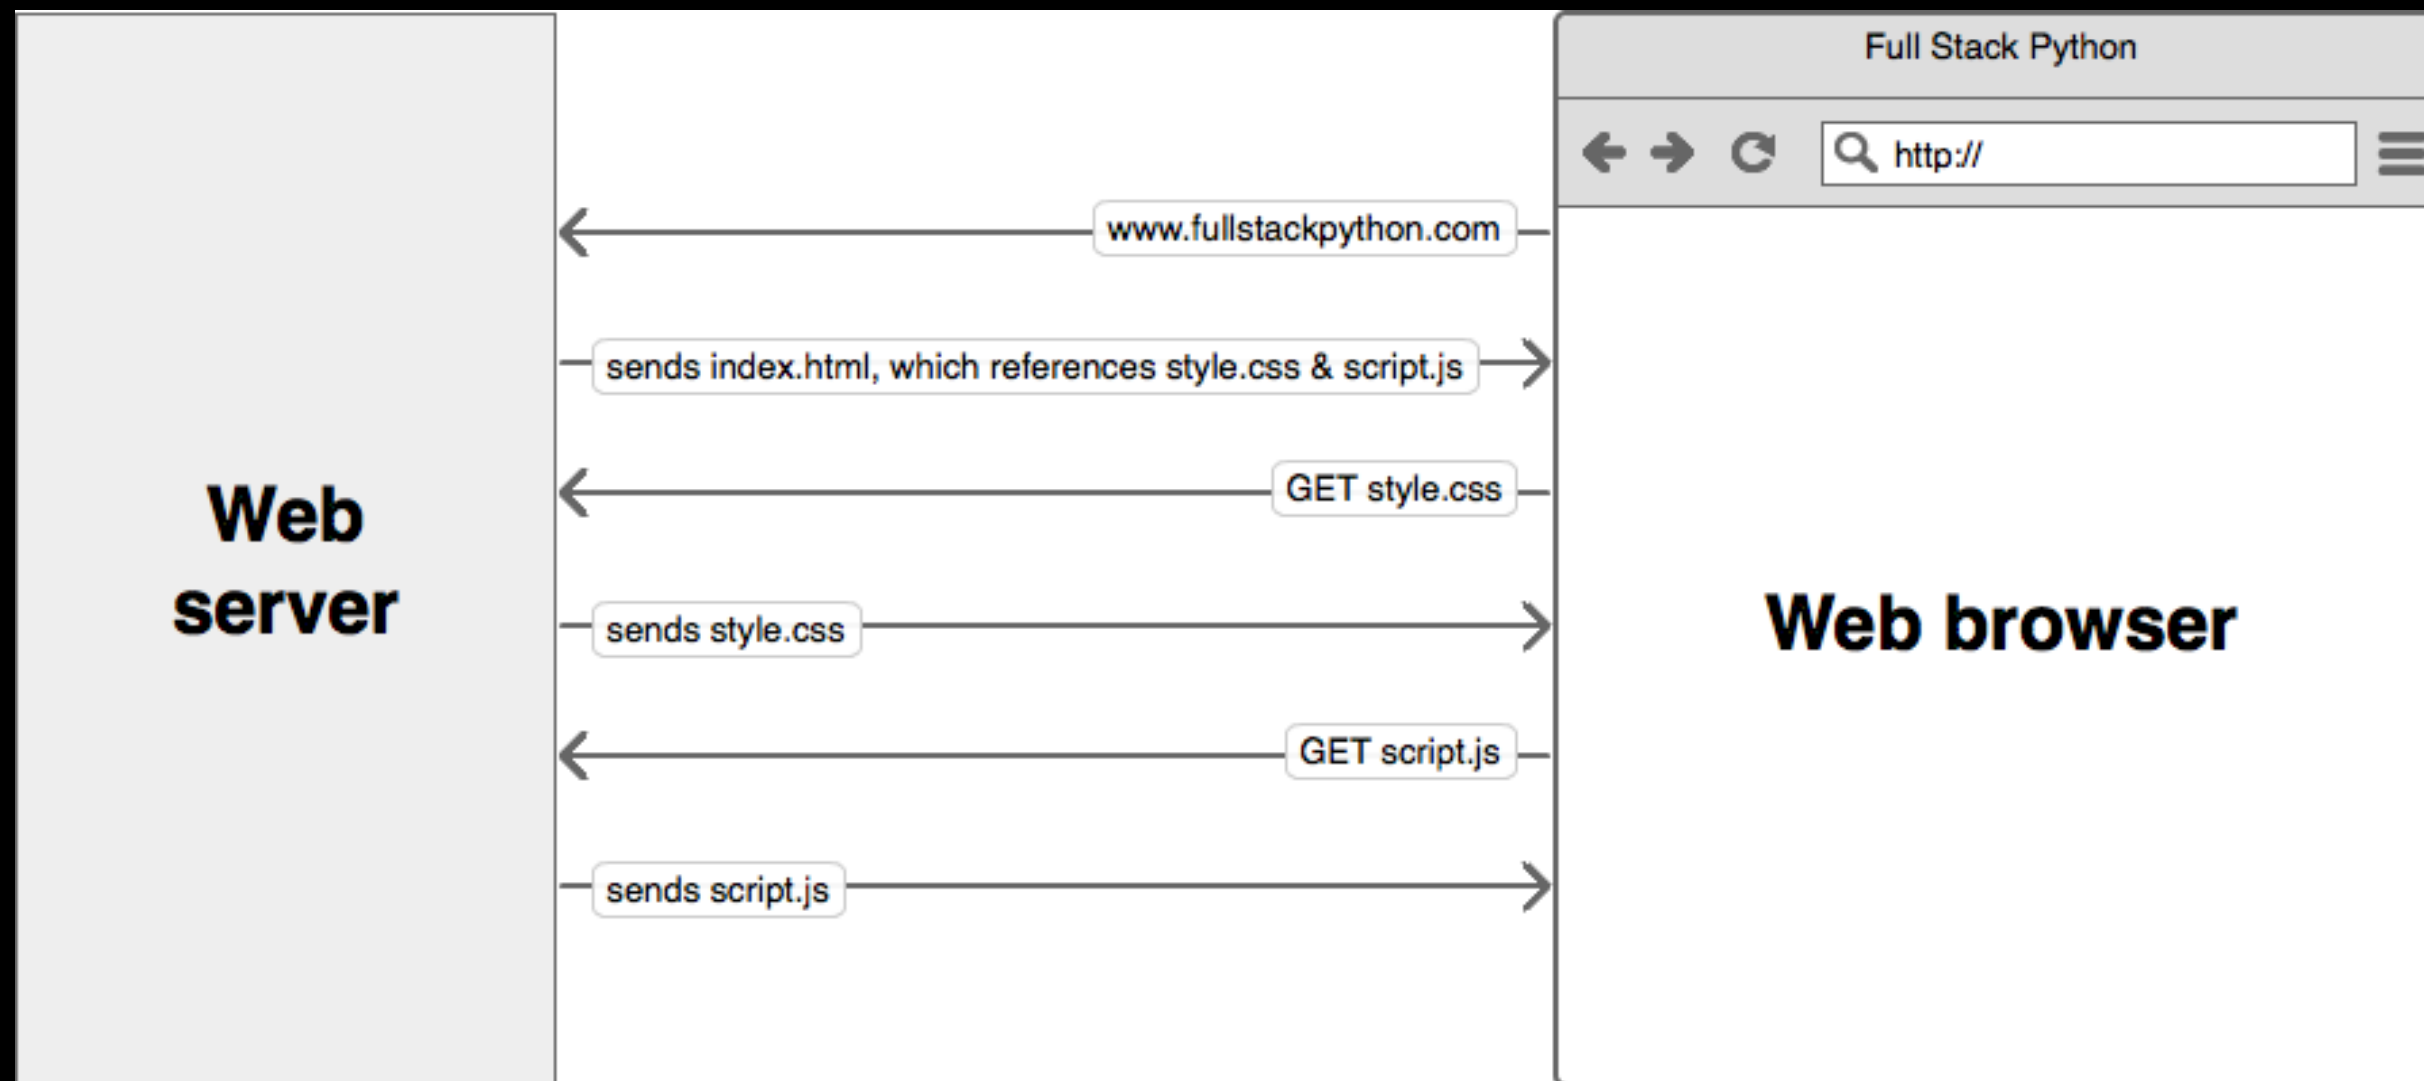 Full Stack Python
http://
www.fullstackpython.com
sends index.html, which references style.css & script.js
GET style.css
Web
server
sends style.css
Web browser
GET script.js
sends script.js